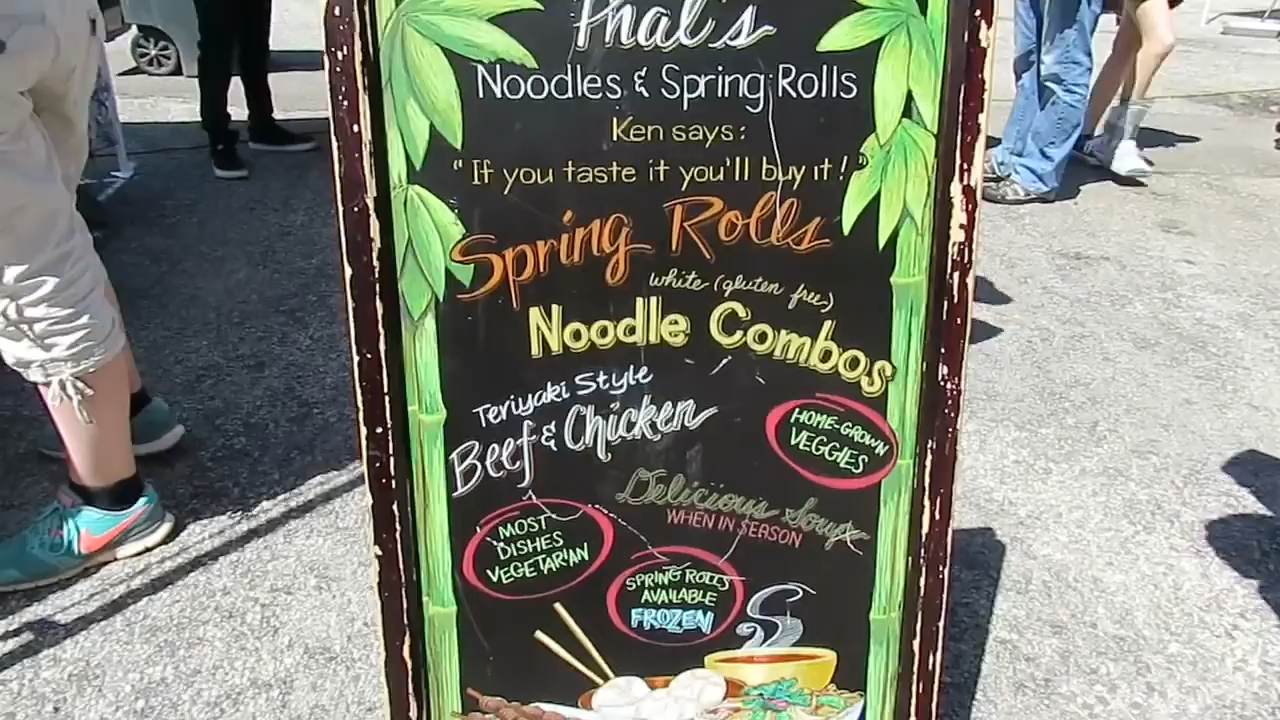 Phal's
Noodles & Spring Rolls
Ken says:
"If you taste it you'll buy it!"
Spring Rolls
white (gluten free)
Noodle Combos
Teriyaki Style
Beef & Chicken
HOME-GROWN
VEGGIES
Delicious Soups
WHEN IN SEASON
MOST
DISHES
VEGETARIAN
SPRING ROLLS
AVAILABLE
FROZEN